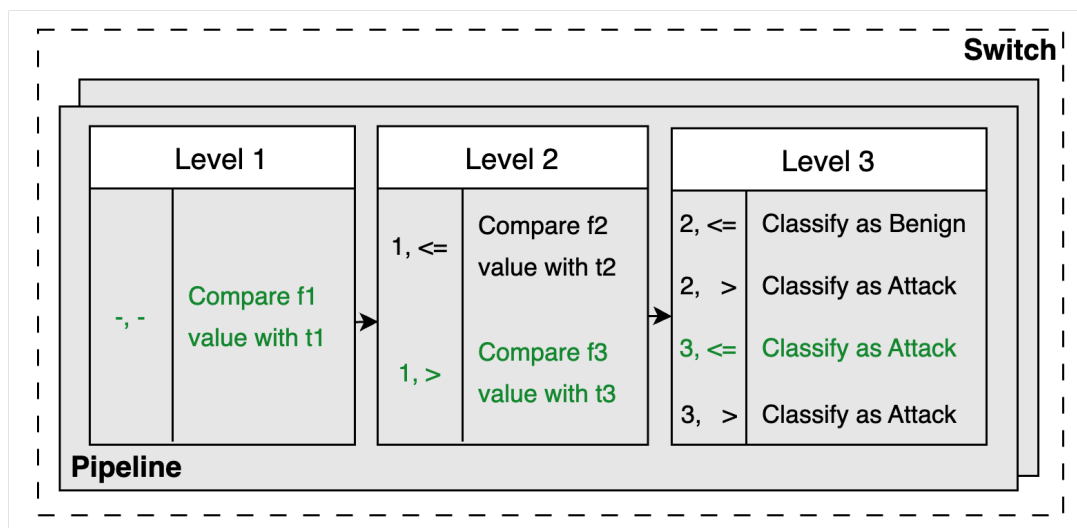 Switch
Level 1
-, -
Compare f1
value with t1
Level 2
1, <=
Compare f2
value with t2
1, >
Compare f3
value with t3
Level 3
2, <= Classify as Benign
2, > Classify as Attack
3, <= Classify as Attack
3, > Classify as Attack
Pipeline